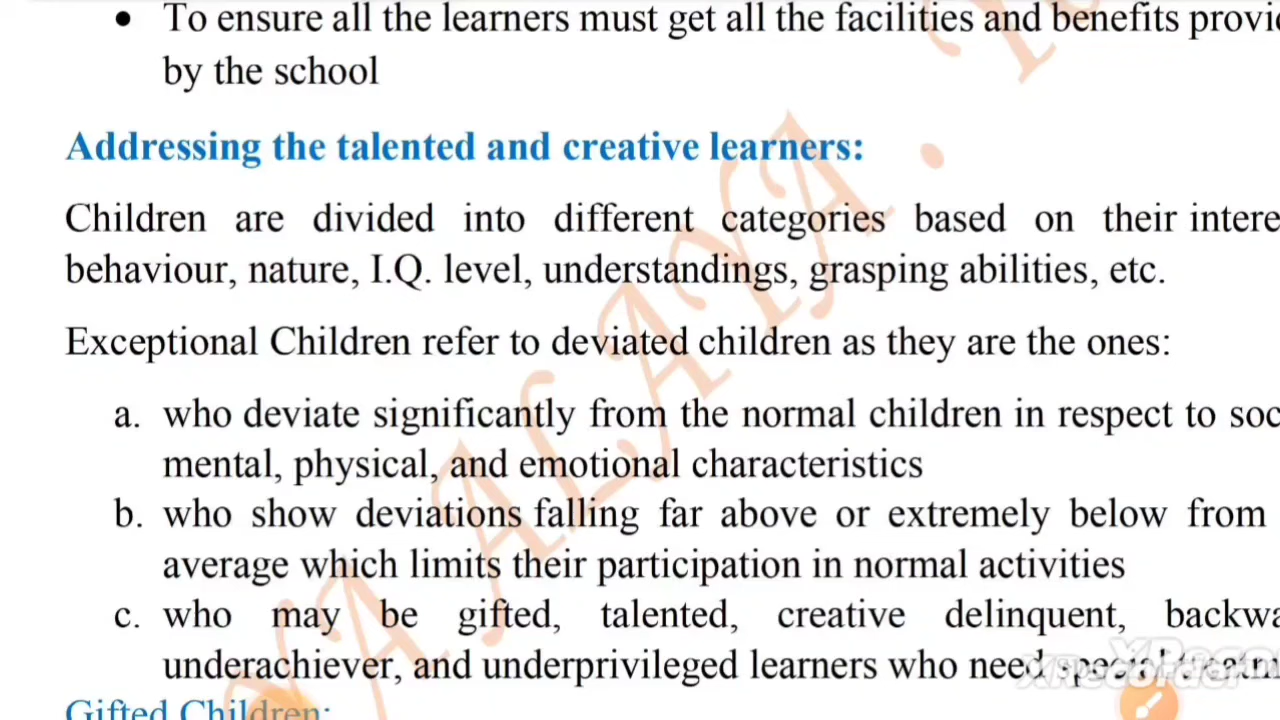 • To ensure all the learners must get all the facilities and benefits provi
by the school
Addressing the talented and creative learners:
Children are divided into different categories based on their intere
behaviour, nature, I.Q. level, understandings, grasping abilities, etc.
Exceptional Children refer to deviated children as they are the ones:
a. who deviate significantly from the normal children in respect to soc
mental, physical, and emotional characteristics
b. who show deviations falling far above or extremely below from
average which limits their participation in normal activities
c. who may be gifted, talented, creative delinquent, backwa
underachiever, and underprivileged learners who need special treatm
Gifted Children:
XRecorder